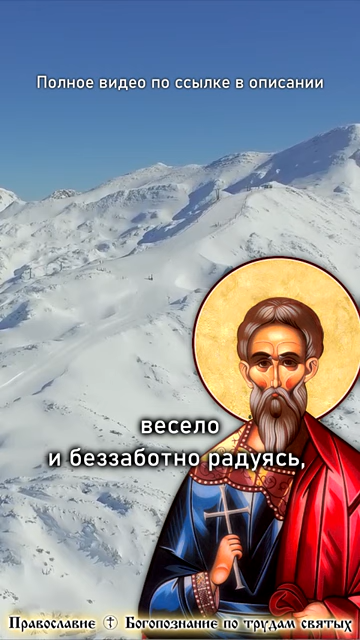 Полное видео по ссылке в описании
весело
и беззаботно радуясь,
Православие ☦ Богопознание по трудам святых